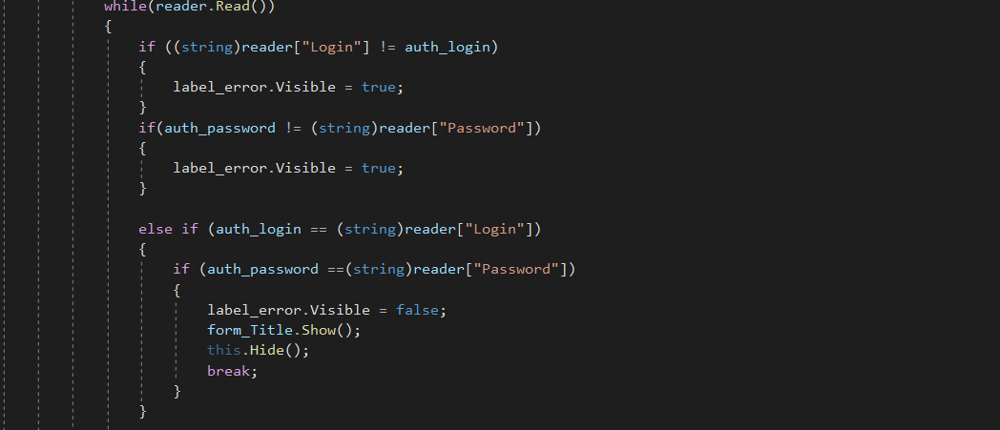 while(reader.Read())
{
if ((string)reader["Login"] != auth_login)
{
label_error.Visible = true;
}
if(auth_password != (string)reader["Password"])
{
label_error.Visible = true;
}
else if (auth_login == (string)reader["Login"])
{
if (auth_password ==(string)reader["Password"])
{
label_error.Visible = false;
form_Title.Show();
this.Hide();
break;
}
}